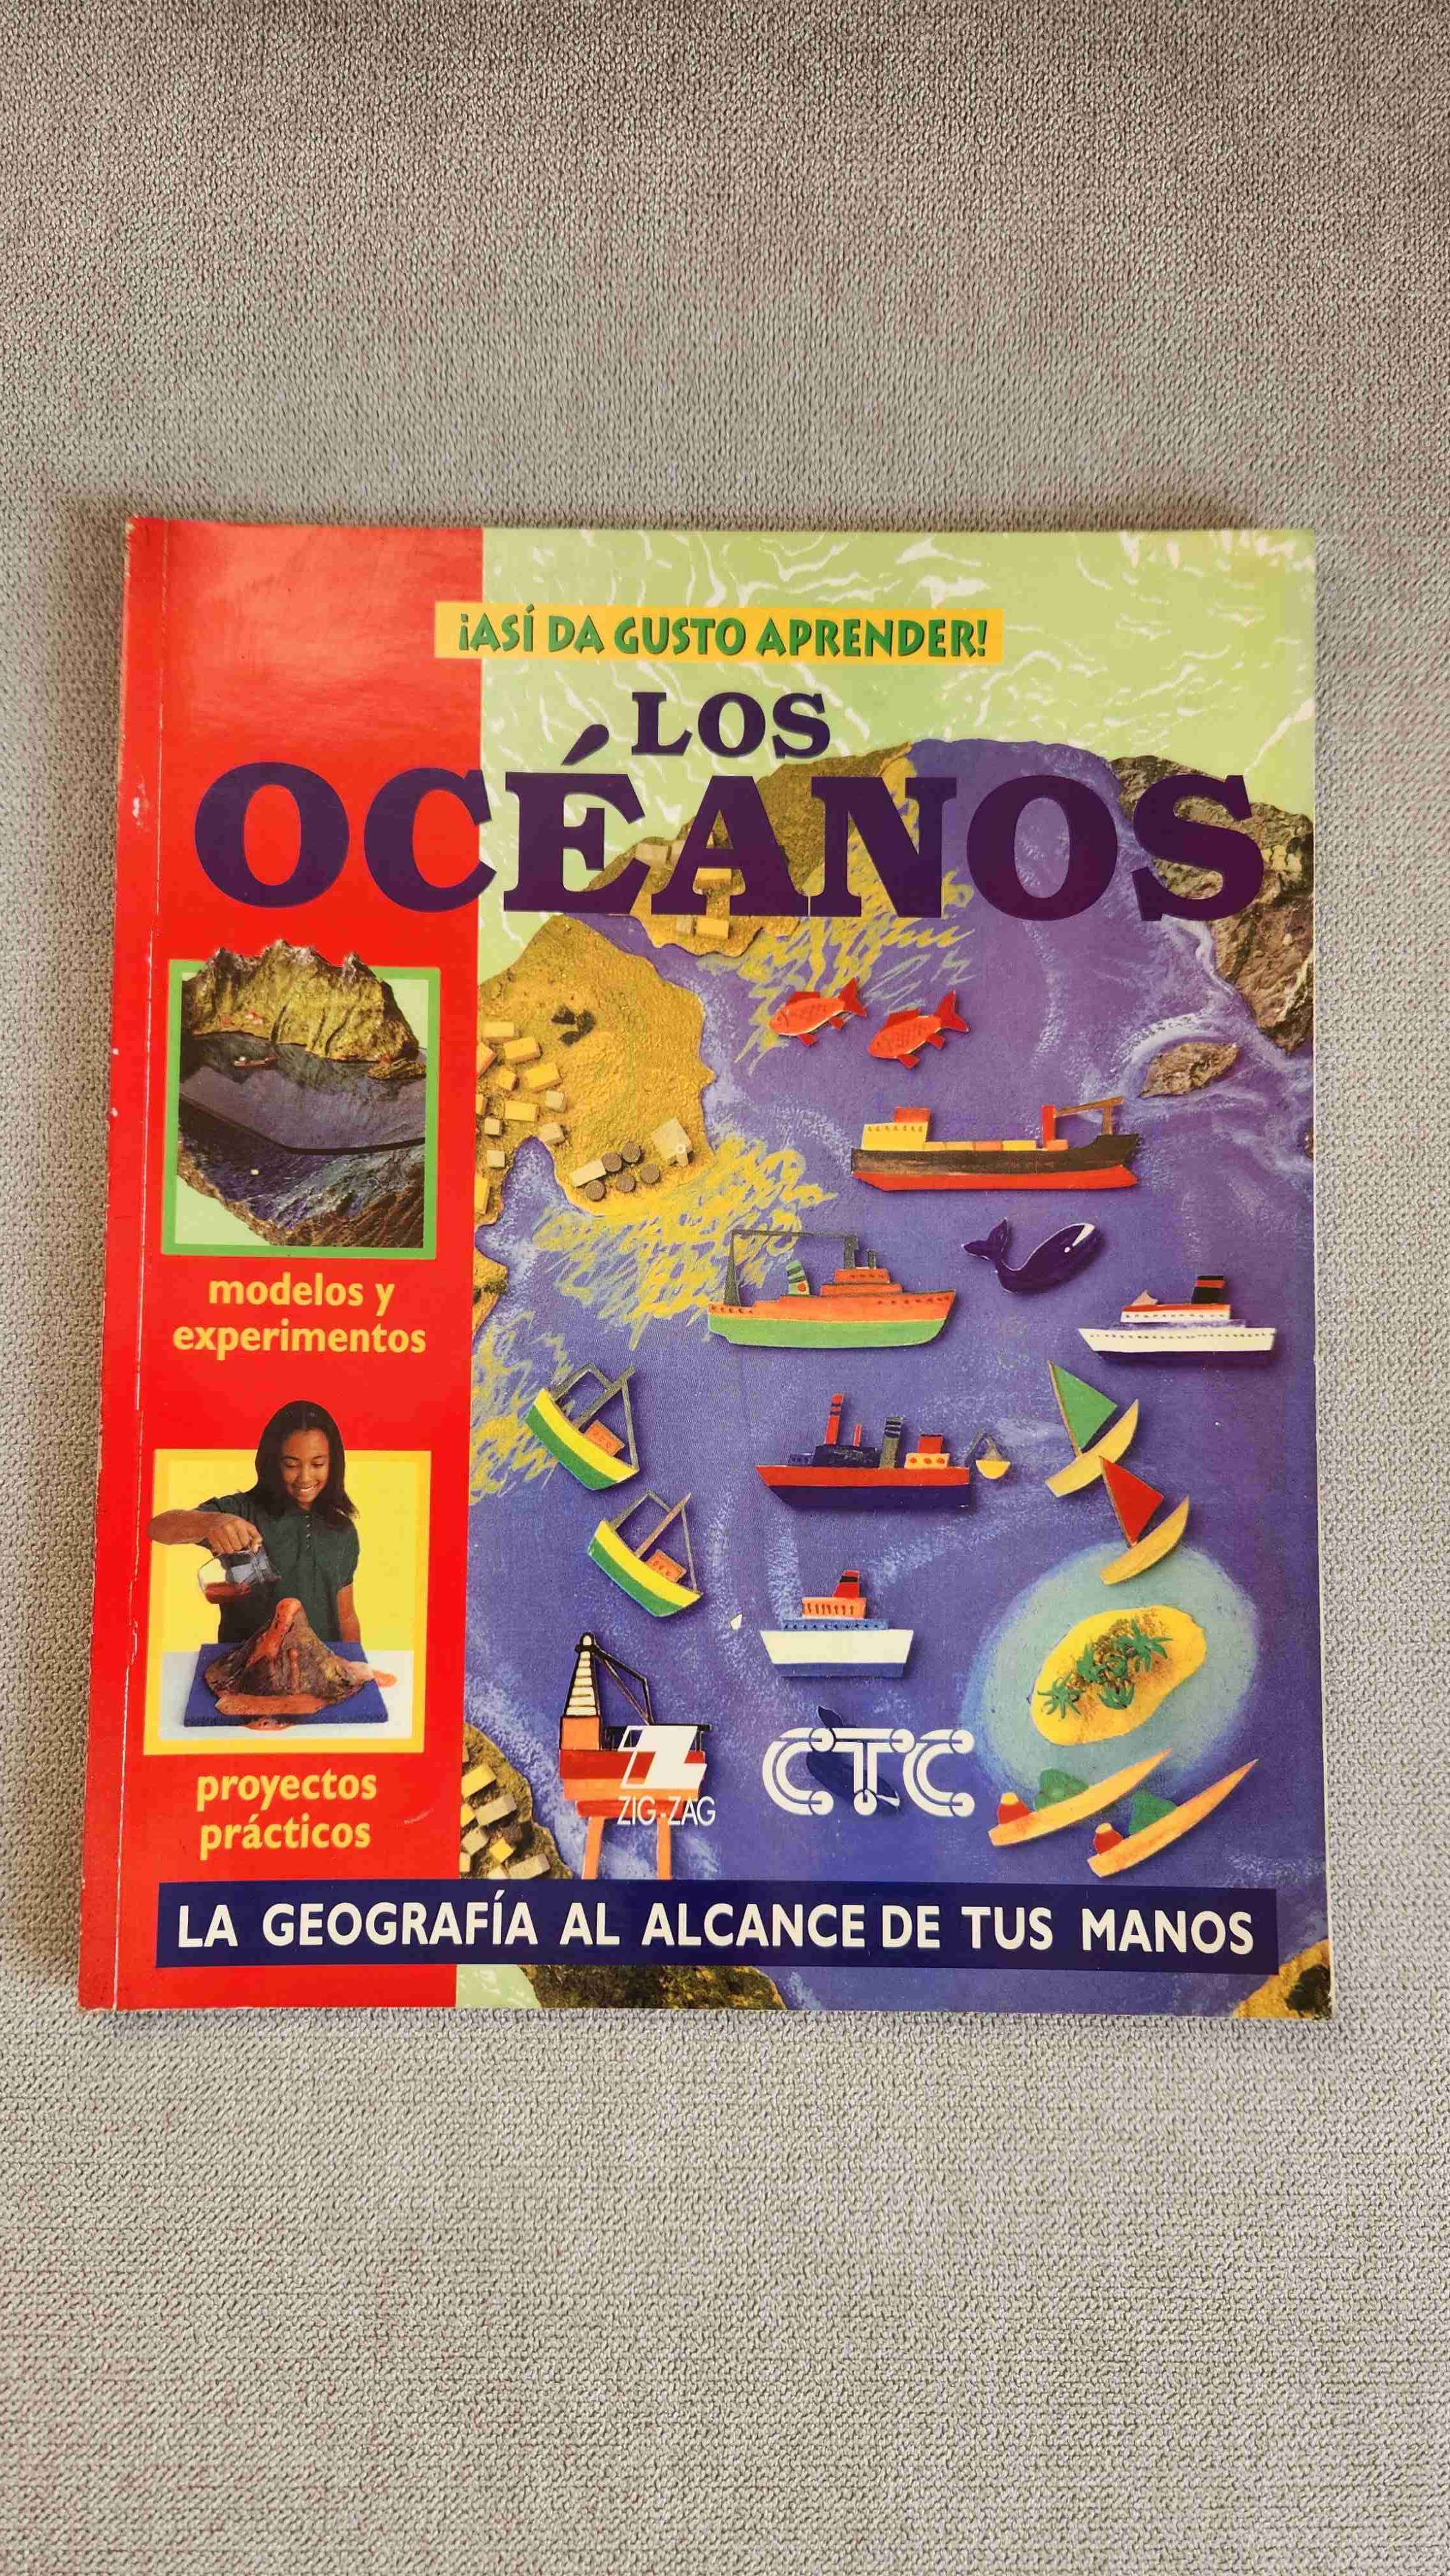 ¡ASÍ DA GUSTO APRENDER!
LOS
OCÉANOS
modelos y
experimentos
proyectos
prácticos
ZIG-ZAG
CTC
LA GEOGRAFÍA AL ALCANCE DE TUS MANOS